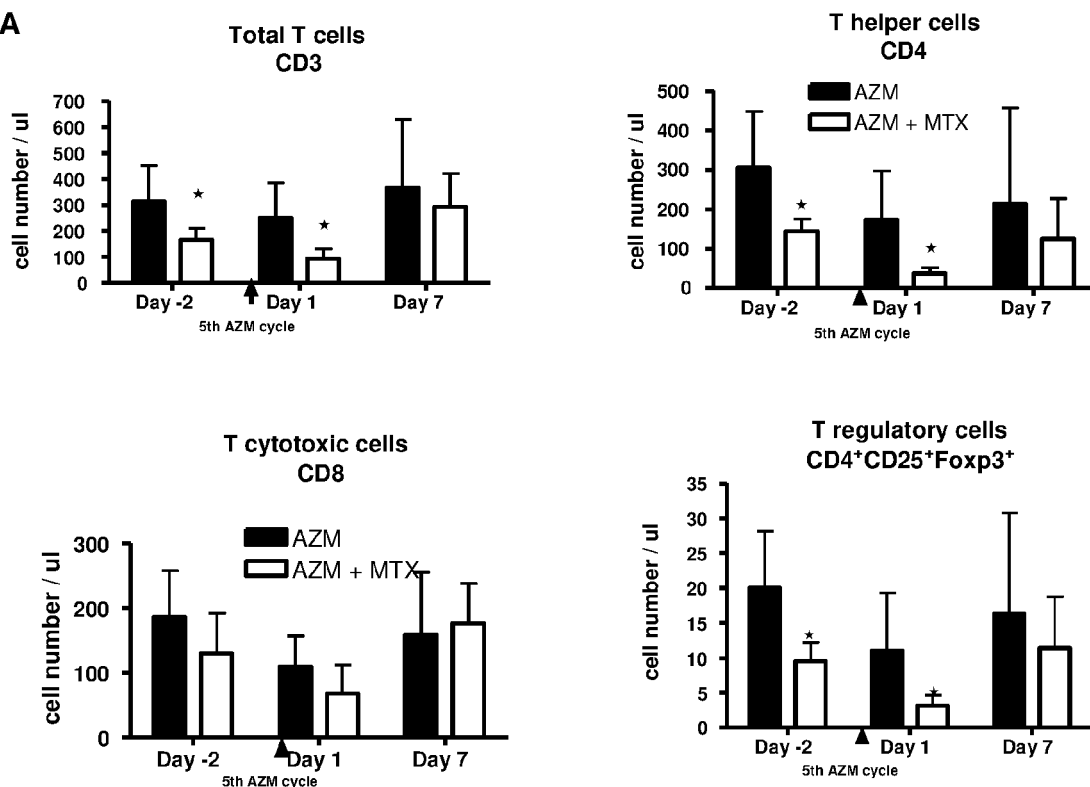 A
Total T cells
CD3
cell number / ul
700
600
500
400
300
200
100
0
Day -2
Day 1
Day 7
5th AZM cycle
T helper cells
CD4
AZM
AZM + MTX
cell number / ul
500
400
300
200
100
0
Day -2
Day 1
Day 7
5th AZM cycle
T cytotoxic cells
CD8
AZM
AZM + MTX
cell number / ul
300
200
100
0
Day -2
Day 1
Day 7
5th AZM cycle
T regulatory cells
CD4⁺CD25⁺Foxp3⁺
cell number / ul
35
30
25
20
15
10
5
0
Day -2
Day 1
Day 7
5th AZM cycle